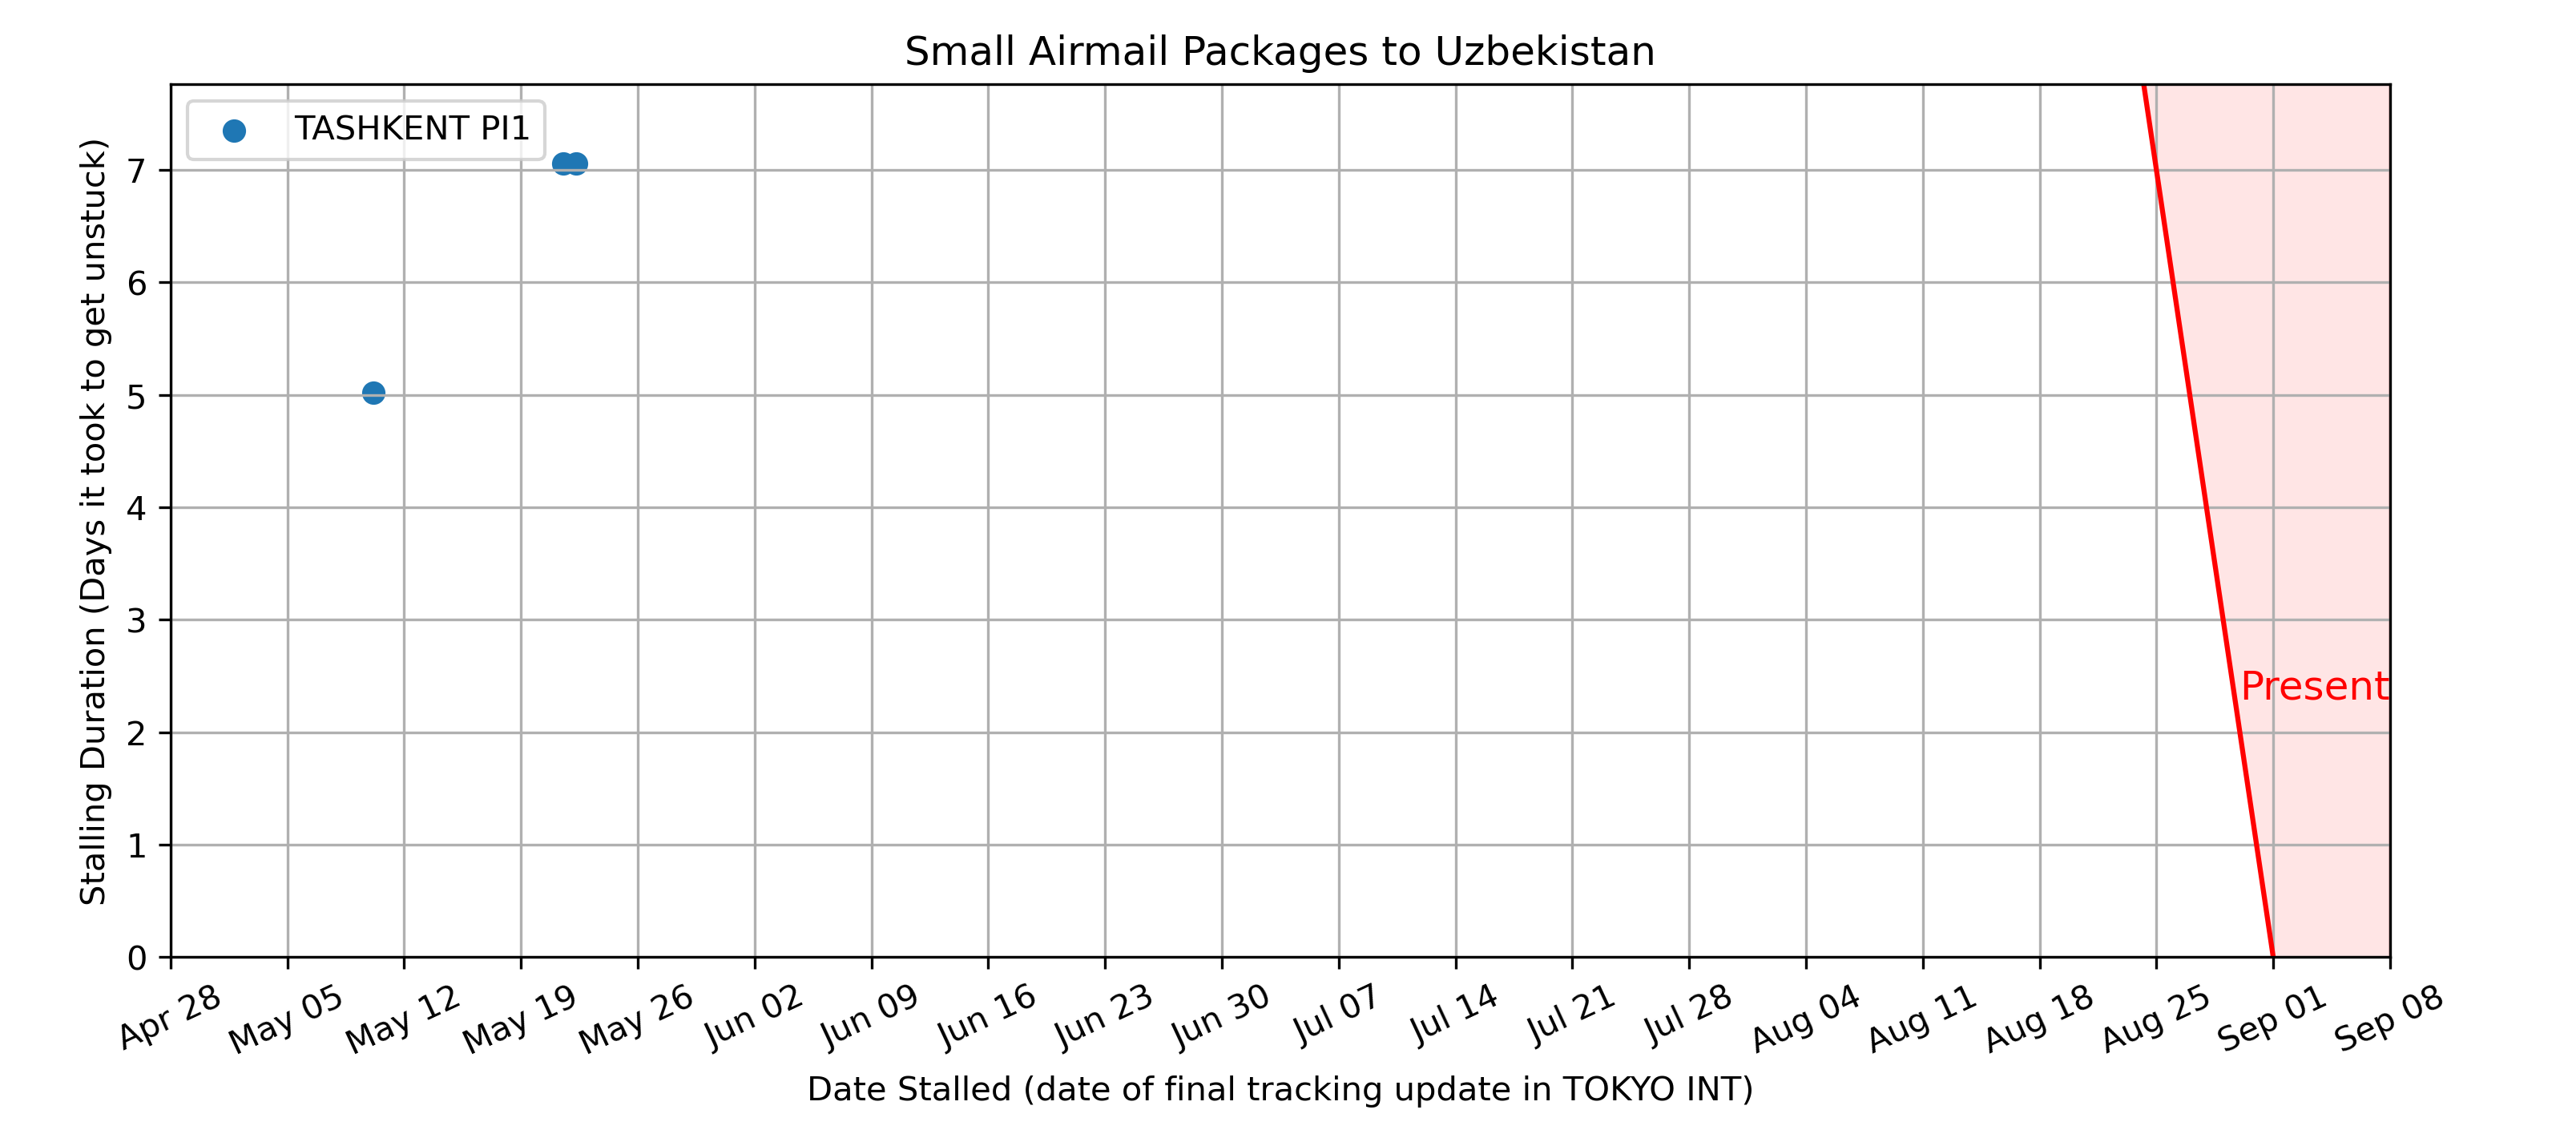 Small Airmail Packages to Uzbekistan
TASHKENT PI1
Stalling Duration (Days it took to get unstuck)
7
6
5
4
3
2
1
0
Present
Apr 28
May 05
May 12
May 19
May 26
Jun 02
Jun 09
Jun 16
Jun 23
Jun 30
Jul 07
Jul 14
Jul 21
Jul 28
Aug 04
Aug 11
Aug 18
Aug 25
Sep 01
Sep 08
Date Stalled (date of final tracking update in TOKYO INT)